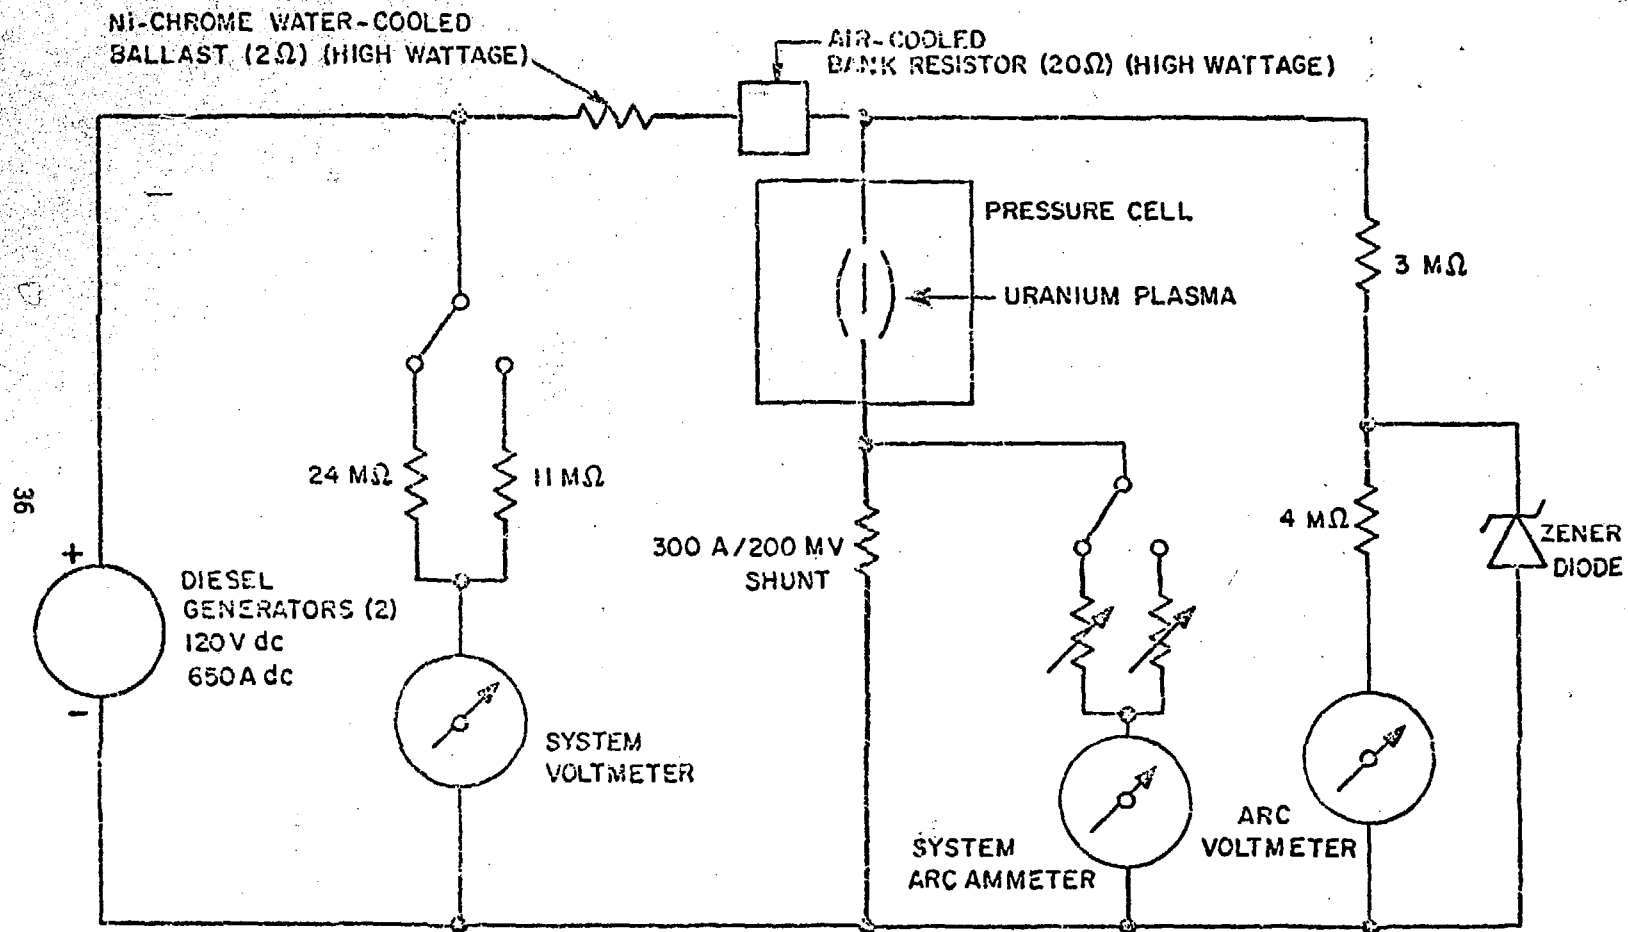 Ni-CHROME WATER-COOLED
BALLAST (2Ω) (HIGH WATTAGE)
AIR-COOLED
BANK RESISTOR (20Ω) (HIGH WATTAGE)
PRESSURE CELL
URANIUM PLASMA
3 MΩ
24 MΩ
11 MΩ
36
+
DIESEL
GENERATORS (2)
120V dc
650A dc
-
SYSTEM
VOLTMETER
300 A/200 MV
SHUNT
4 MΩ
ZENER
DIODE
SYSTEM
ARC AMMETER
ARC
VOLTMETER